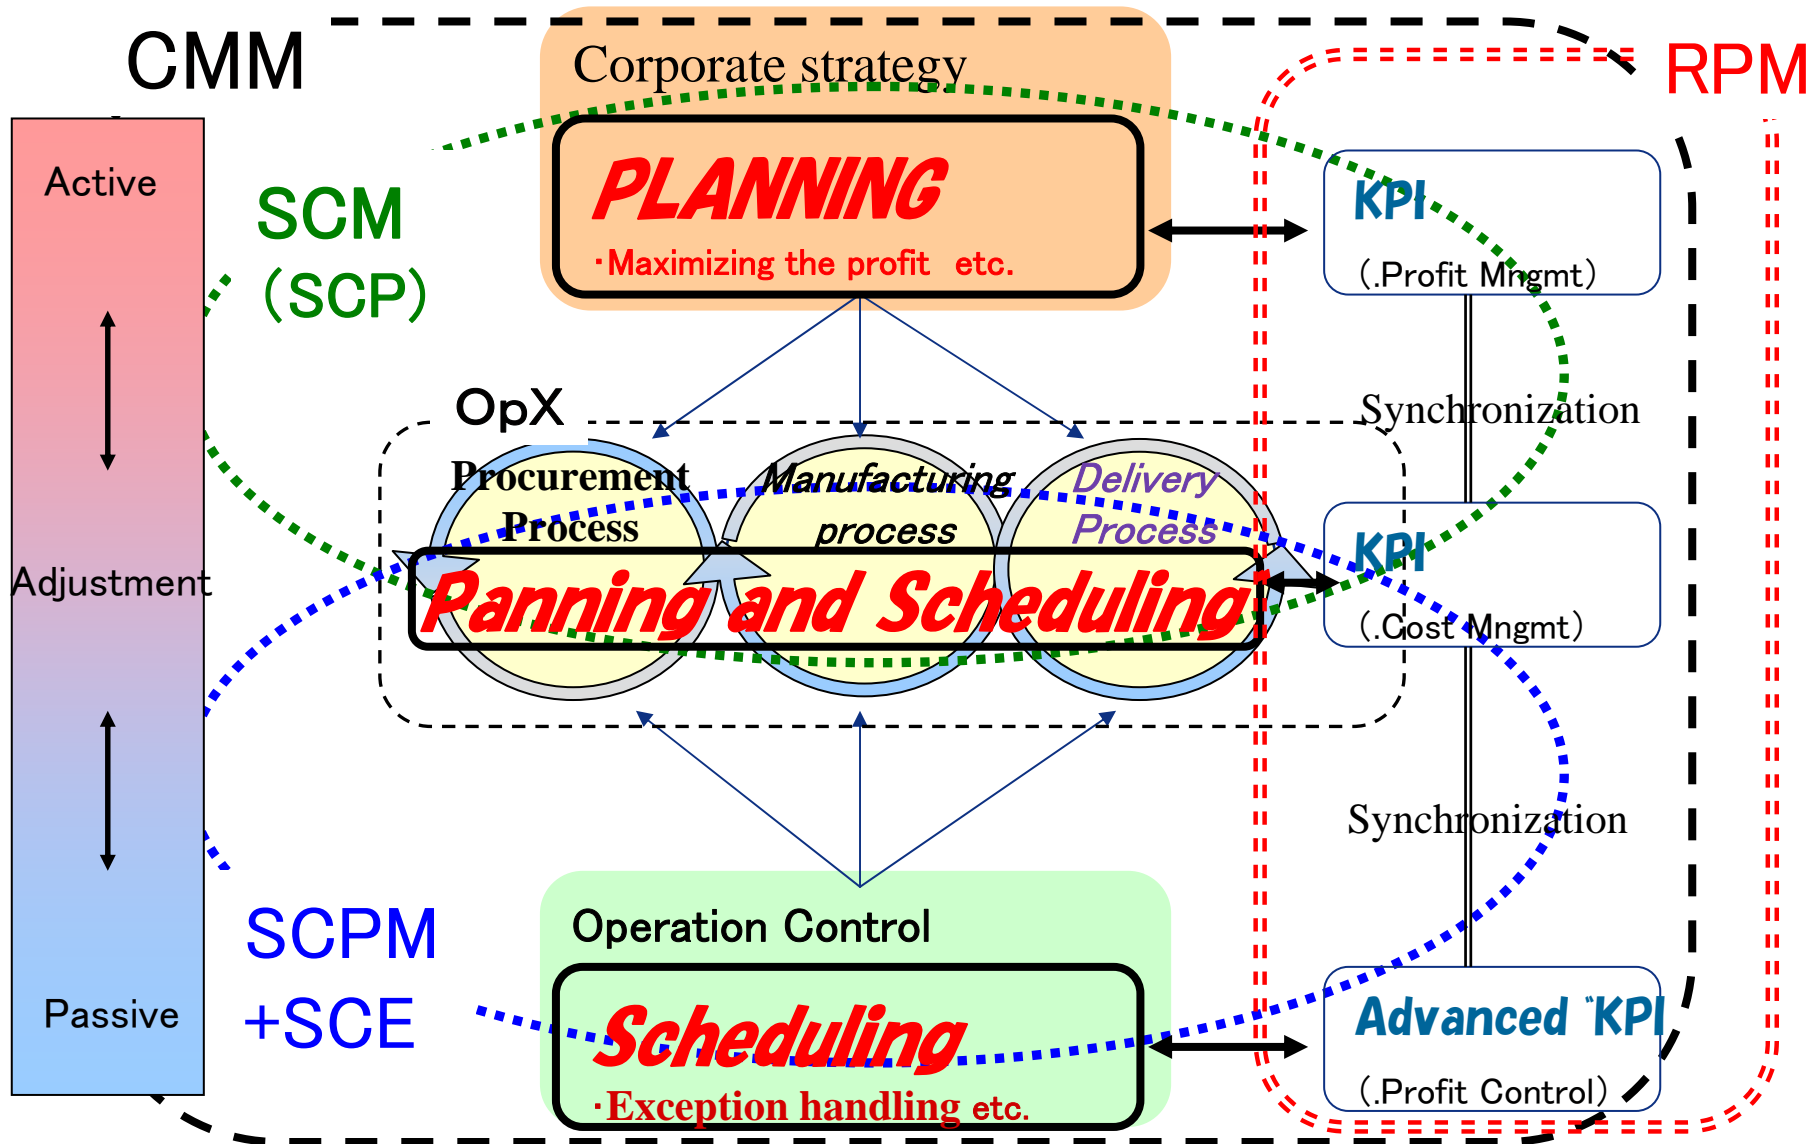 CMM
RPM
Corporate strategy
PLANNING
・Maximizing the profit etc.
Active
SCM
（SCP）
KPI
(.Profit Mngmt)
Synchronization
OpX
Procurement
Process
Manufacturing
process
Delivery
Process
Panning and Scheduling
KPI
(.Cost Mngmt)
Adjustment
Synchronization
SCPM
+SCE
Operation Control
Scheduling
・Exception handling etc.
Passive
Advanced “KPI
(.Profit Control)